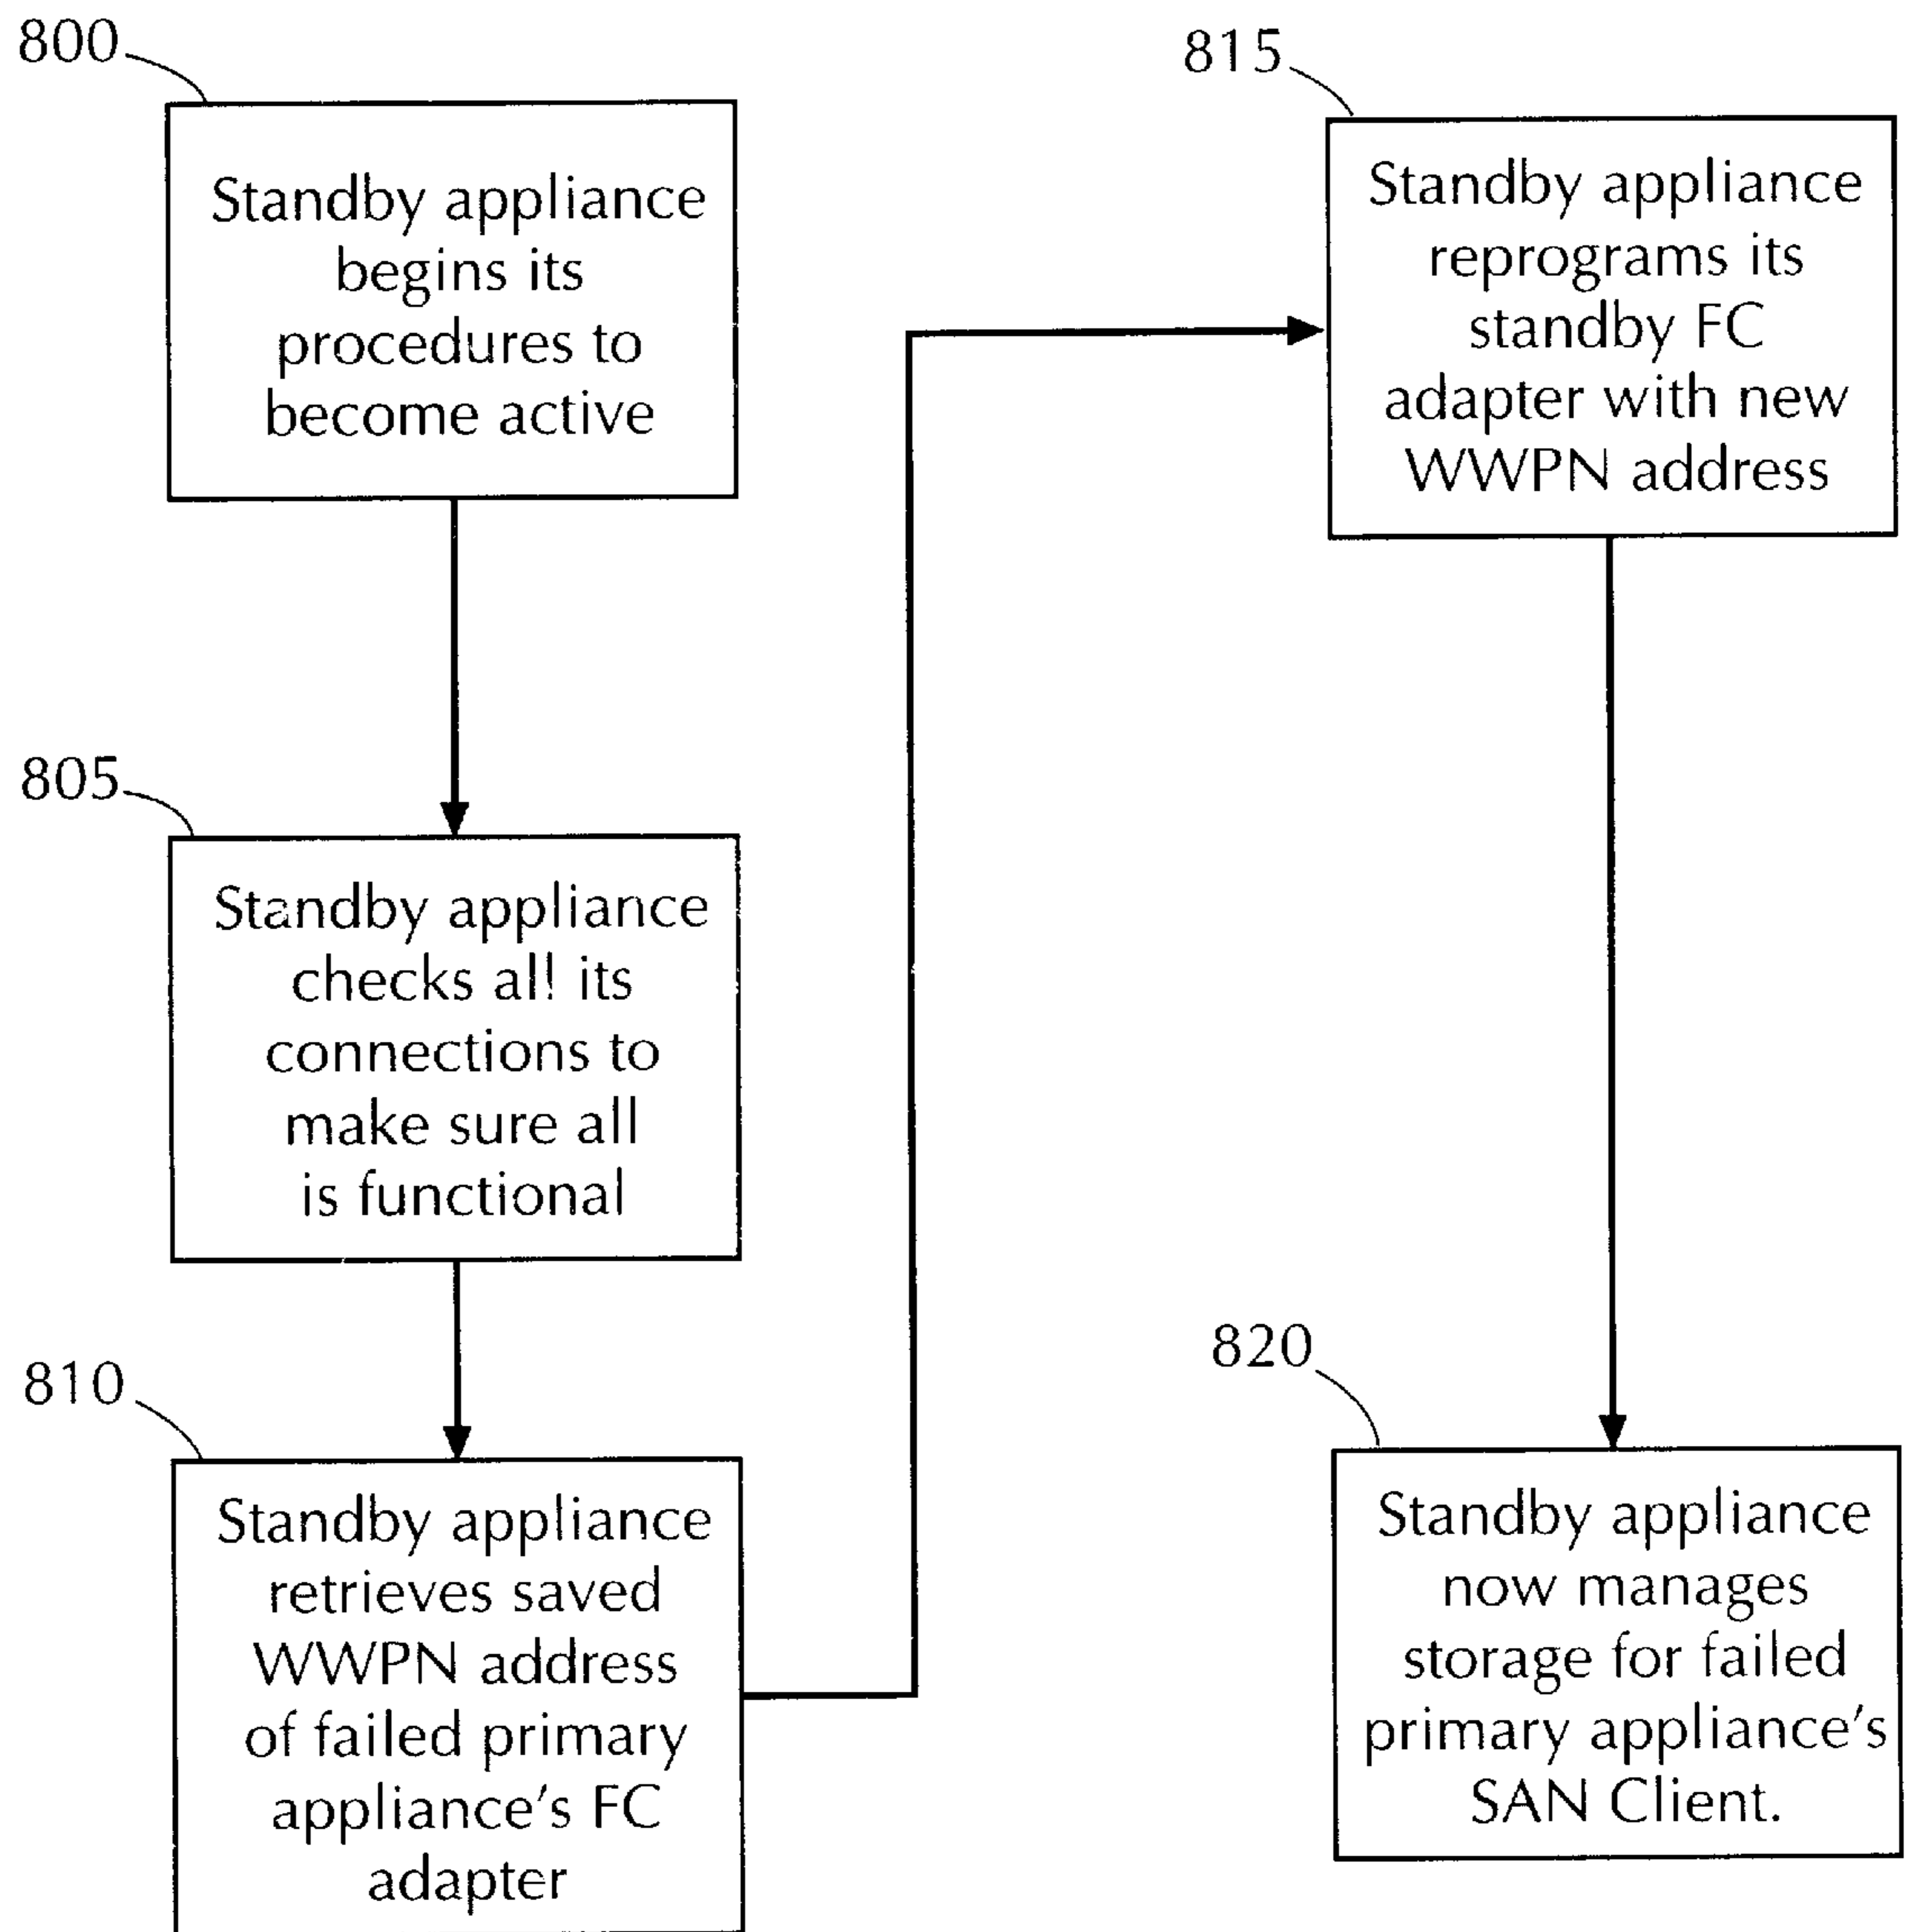 800
Standby appliance
begins its
procedures to
become active
805
Standby appliance
checks all its
connections to
make sure all
is functional
810
Standby appliance
retrieves saved
WWPN address
of failed primary
appliance's FC
adapter
815
Standby appliance
reprograms its
standby FC
adapter with new
WWPN address
820
Standby appliance
now manages
storage for failed
primary appliance's
SAN Client.